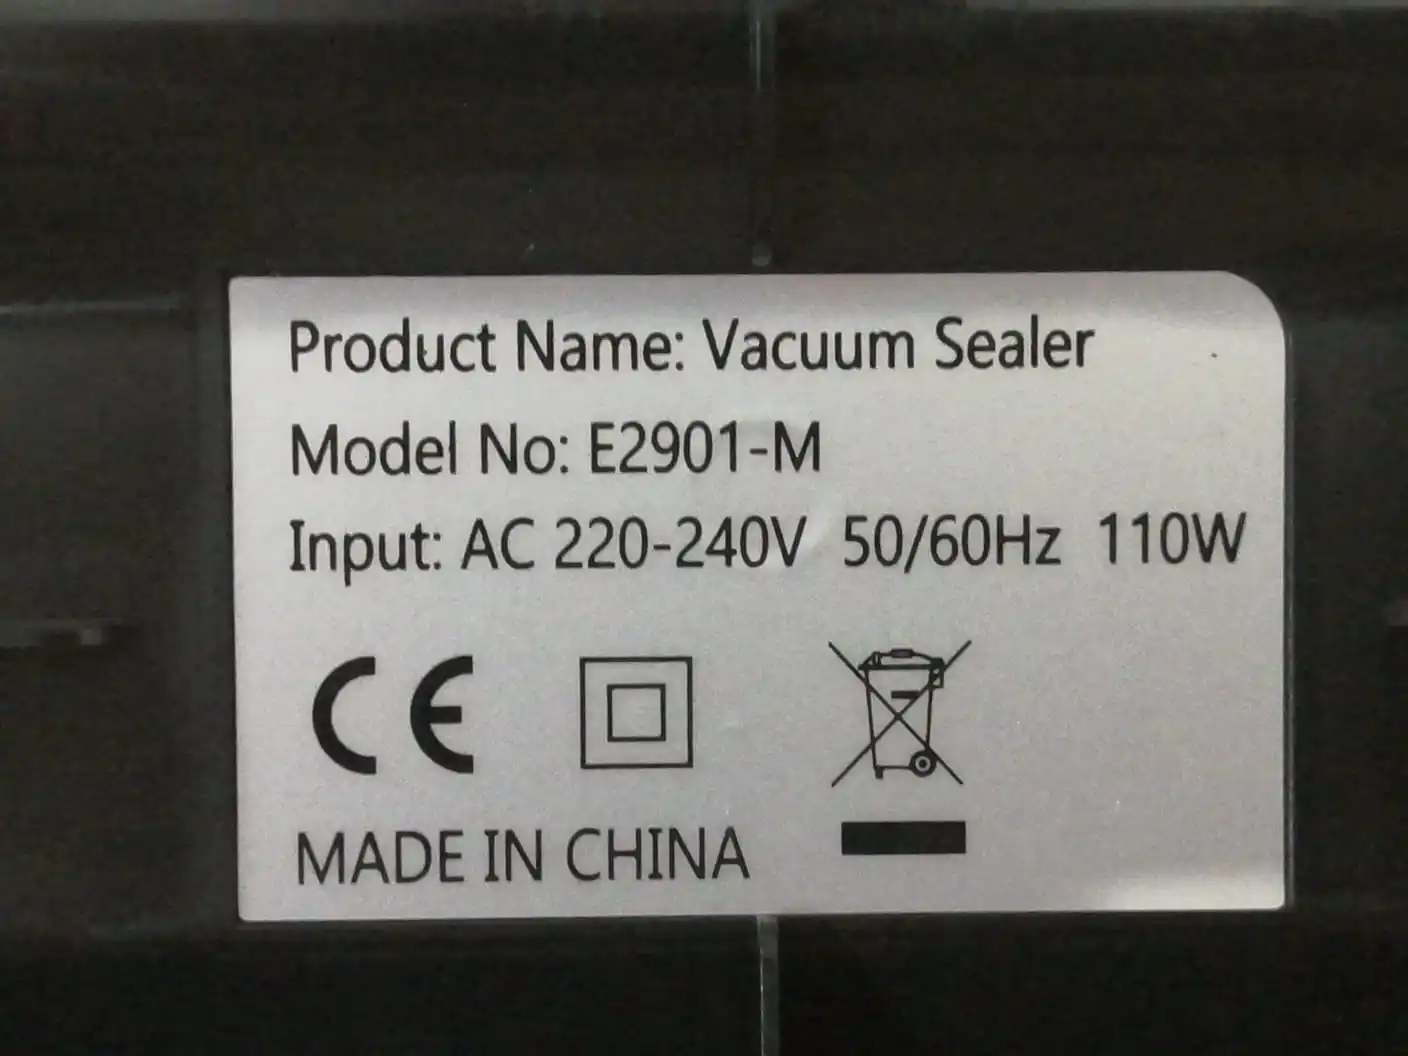 Product Name: Vacuum Sealer
Model No: E2901-M
Input: AC 220-240V 50/60Hz 110W
CE
MADE IN CHINA